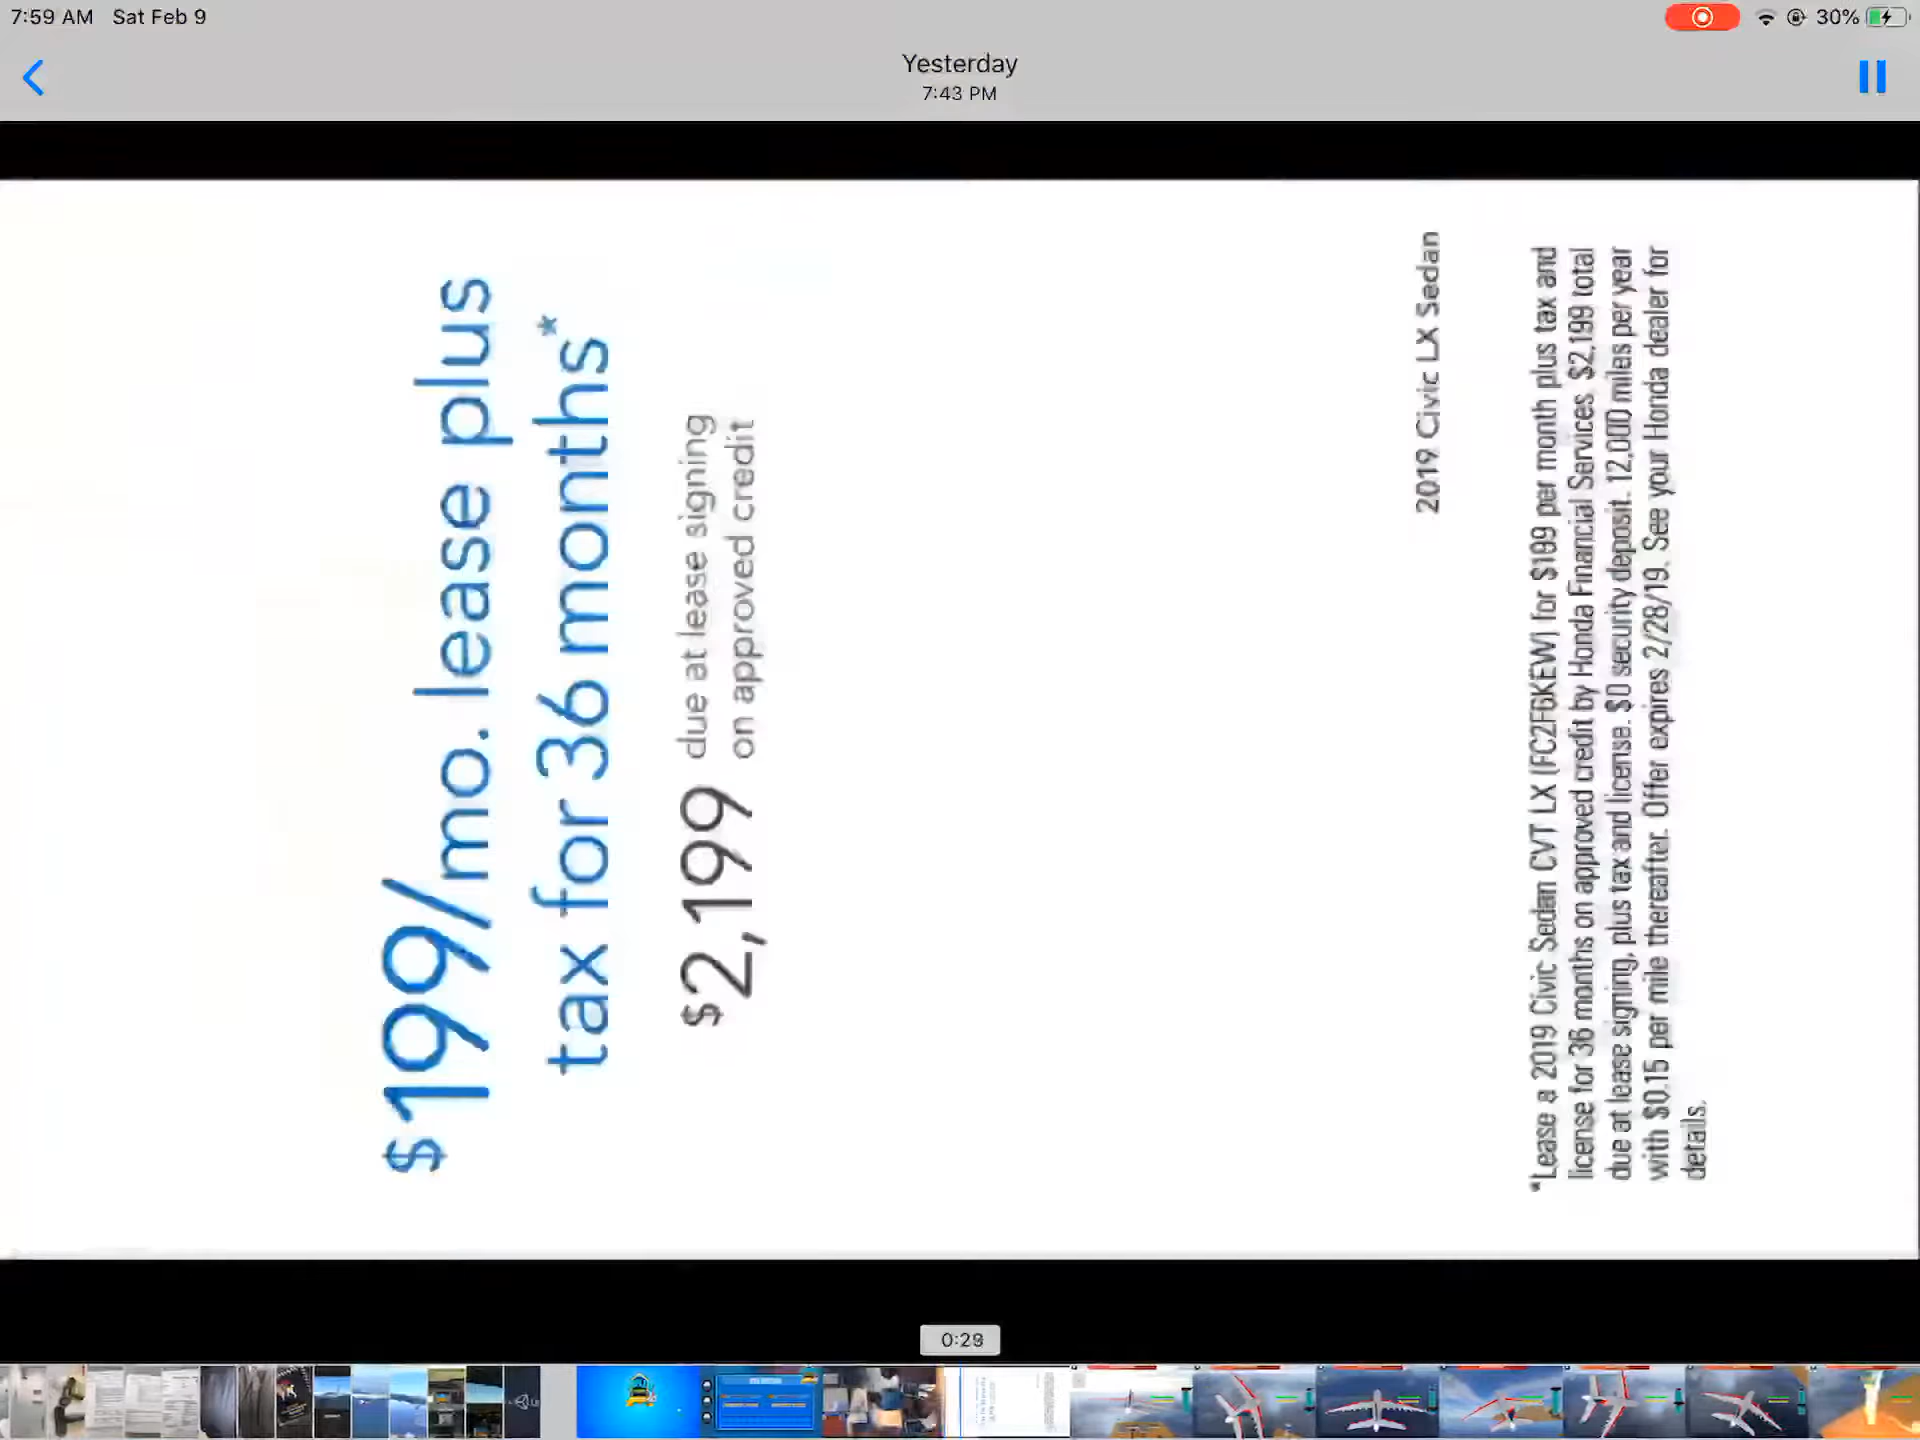 7:59 AM Sat Feb 9
30%
Yesterday
7:43 PM
$199/mo. lease plus
tax for 36 months*
$2,199 due at lease signing
on approved credit
2019 Civic LX Sedan
*Lease a 2019 Civic Sedan CVT LX (FC2F6KEW) for $199 per month plus tax and
license for 36 months on approved credit by Honda Financial Services. $2,199 total
due at lease signing, plus tax and license. $0 security deposit. 12,000 miles per year
with $0.15 per mile thereafter. Offer expires 2/28/19. See your Honda dealer for
details.
0:29